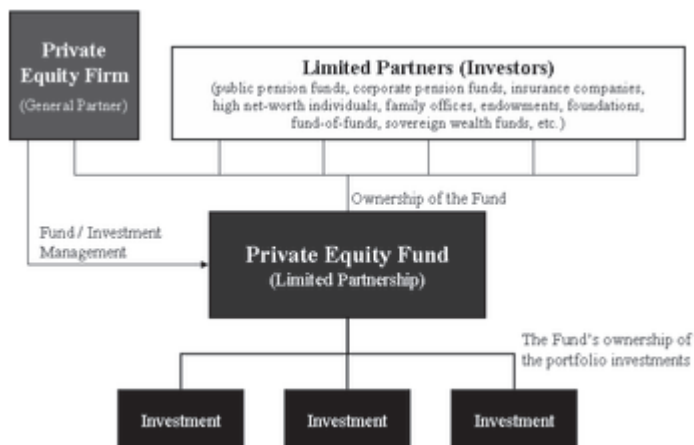 Private
Equity Firm
(General Partner)
Limited Partners (Investors)
(public pension funds, corporate pension funds, insurance companies,
high net-worth individuals, family offices, endowments, foundations,
fund-of-funds, sovereign wealth funds, etc.)
Ownership of the Fund
Fund / Investment
Management
Private Equity Fund
(Limited Partnership)
The Fund's ownership of
the portfolio investments
Investment
Investment
Investment